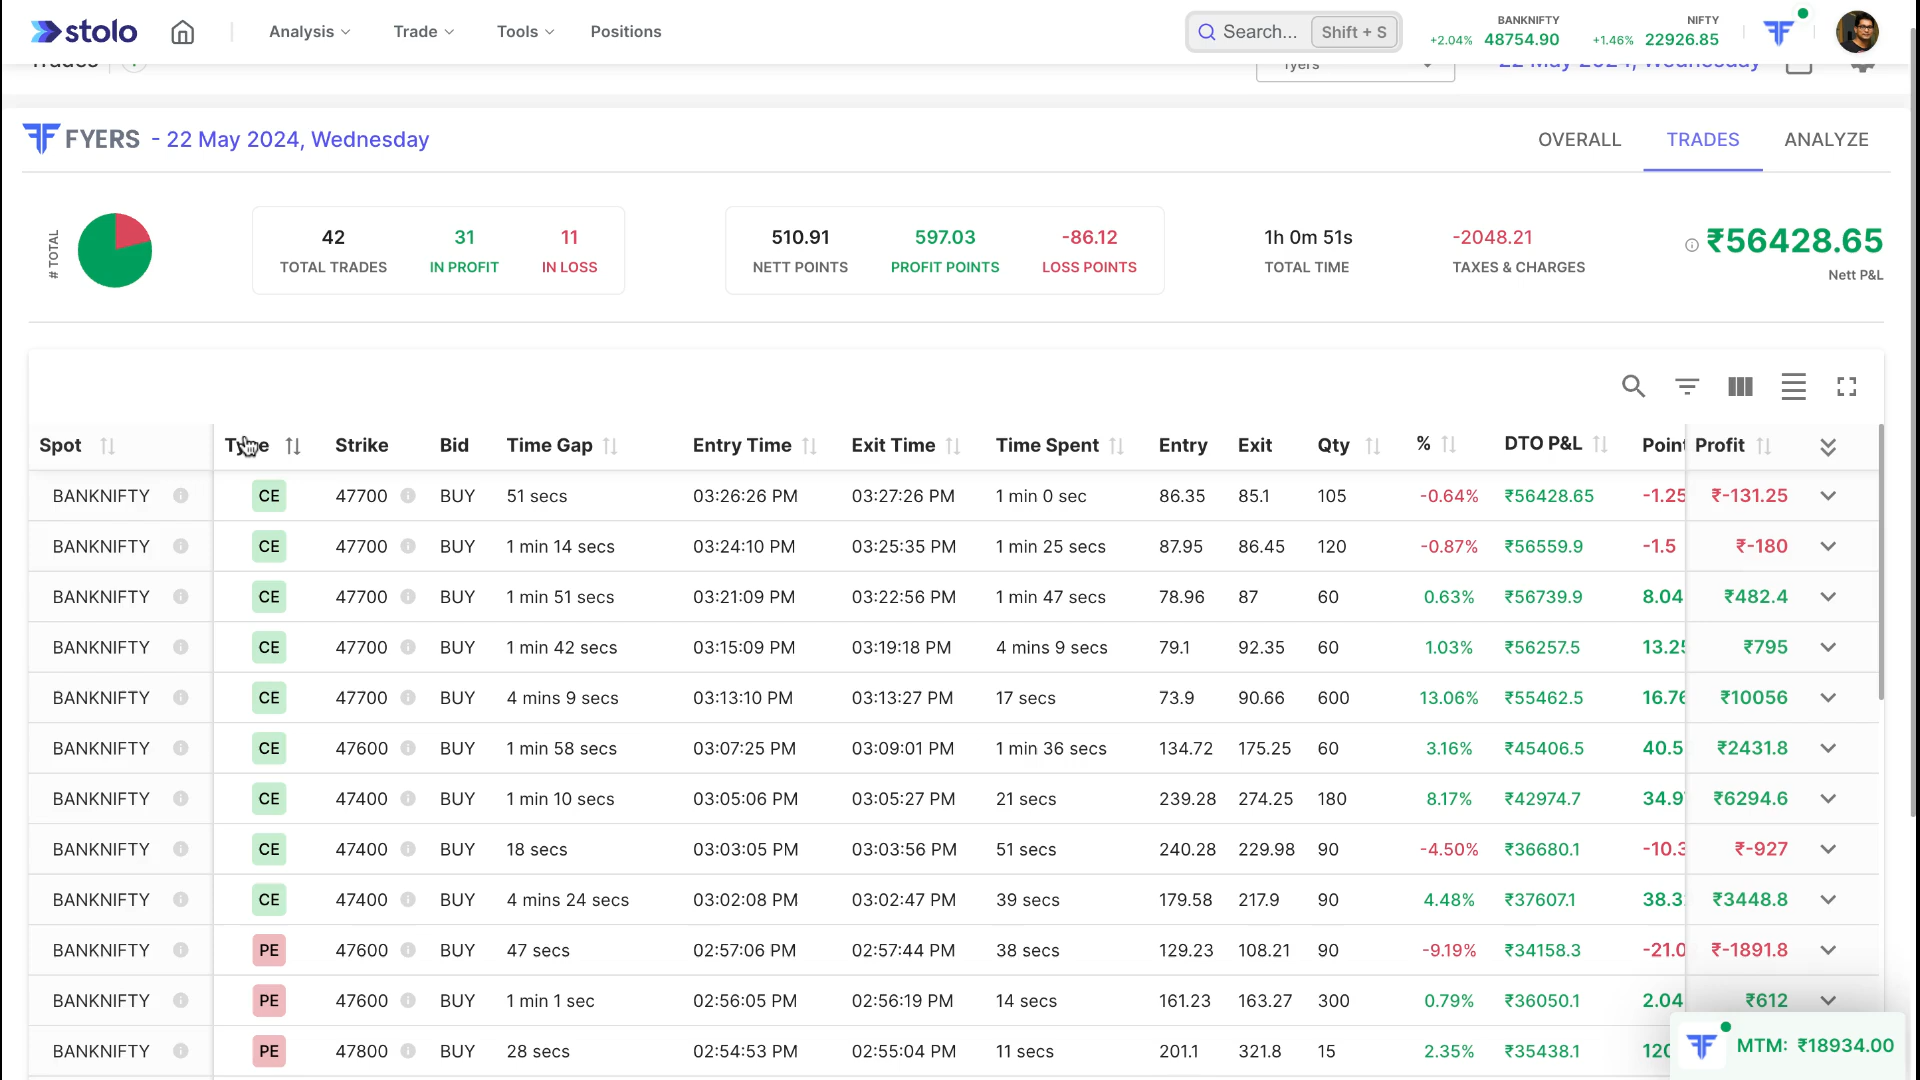 stolo
Analysis
Trade
Tools
Positions
Search...
Shift + S
BANKNIFTY
+2.04% 48754.90
NIFTY
+1.46% 22926.85
Trades
fyers
22 May 2024, Wednesday
FYERS - 22 May 2024, Wednesday
OVERALL
TRADES
ANALYZE
# TOTAL
42
TOTAL TRADES
31
IN PROFIT
11
IN LOSS
510.91
NETT POINTS
597.03
PROFIT POINTS
-86.12
LOSS POINTS
1h 0m 51s
TOTAL TIME
-2048.21
TAXES & CHARGES
₹56428.65
Nett P&L
Spot Type Strike Bid Time Gap Entry Time Exit Time Time Spent Entry Exit Qty % DTO P&L Point Profit
BANKNIFTY CE 47700 BUY 51 secs 03:26:26 PM 03:27:26 PM 1 min 0 sec 86.35 85.1 105 -0.64% ₹56428.65 -1.25 ₹-131.25
BANKNIFTY CE 47700 BUY 1 min 14 secs 03:24:10 PM 03:25:35 PM 1 min 25 secs 87.95 86.45 120 -0.87% ₹56559.9 -1.5 ₹-180
BANKNIFTY CE 47700 BUY 1 min 51 secs 03:21:09 PM 03:22:56 PM 1 min 47 secs 78.96 87 60 0.63% ₹56739.9 8.04 ₹482.4
BANKNIFTY CE 47700 BUY 1 min 42 secs 03:15:09 PM 03:19:18 PM 4 mins 9 secs 79.1 92.35 60 1.03% ₹56257.5 13.25 ₹795
BANKNIFTY CE 47700 BUY 4 mins 9 secs 03:13:10 PM 03:13:27 PM 17 secs 73.9 90.66 600 13.06% ₹55462.5 16.76 ₹10056
BANKNIFTY CE 47600 BUY 1 min 58 secs 03:07:25 PM 03:09:01 PM 1 min 36 secs 134.72 175.25 60 3.16% ₹45406.5 40.5 ₹2431.8
BANKNIFTY CE 47400 BUY 1 min 10 secs 03:05:06 PM 03:05:27 PM 21 secs 239.28 274.25 180 8.17% ₹42974.7 34.9 ₹6294.6
BANKNIFTY CE 47400 BUY 18 secs 03:03:05 PM 03:03:56 PM 51 secs 240.28 229.98 90 -4.50% ₹36680.1 -10.3 ₹-927
BANKNIFTY CE 47400 BUY 4 mins 24 secs 03:02:08 PM 03:02:47 PM 39 secs 179.58 217.9 90 4.48% ₹37607.1 38.3 ₹3448.8
BANKNIFTY PE 47600 BUY 47 secs 02:57:06 PM 02:57:44 PM 38 secs 129.23 108.21 90 -9.19% ₹34158.3 -21.0 ₹-1891.8
BANKNIFTY PE 47600 BUY 1 min 1 sec 02:56:05 PM 02:56:19 PM 14 secs 161.23 163.27 300 0.79% ₹36050.1 2.04 ₹612
BANKNIFTY PE 47800 BUY 28 secs 02:54:53 PM 02:55:04 PM 11 secs 201.1 321.8 15 2.35% ₹35438.1 120
MTM: ₹18934.00